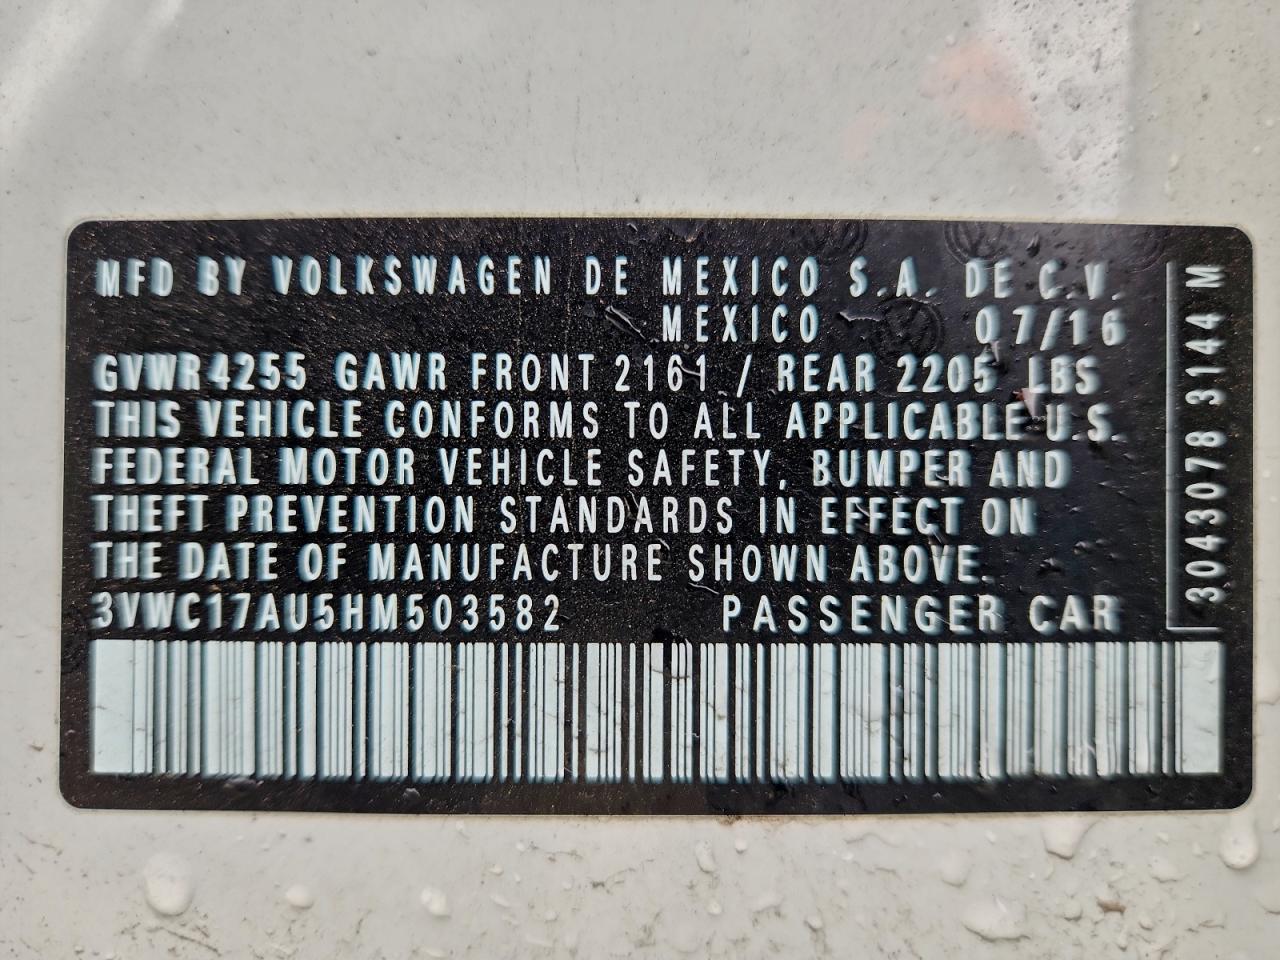 MFD BY VOLKSWAGEN DE MEXICO S.A. DE C.V.
MEXICO 07/16
GVWR4255 GAWR FRONT 2161 / REAR 2205 LBS
THIS VEHICLE CONFORMS TO ALL APPLICABLE U.S.
FEDERAL MOTOR VEHICLE SAFETY, BUMPER AND
THEFT PREVENTION STANDARDS IN EFFECT ON
THE DATE OF MANUFACTURE SHOWN ABOVE.
3VWC17AU5HM503582 PASSENGER CAR
3043078 3144 M